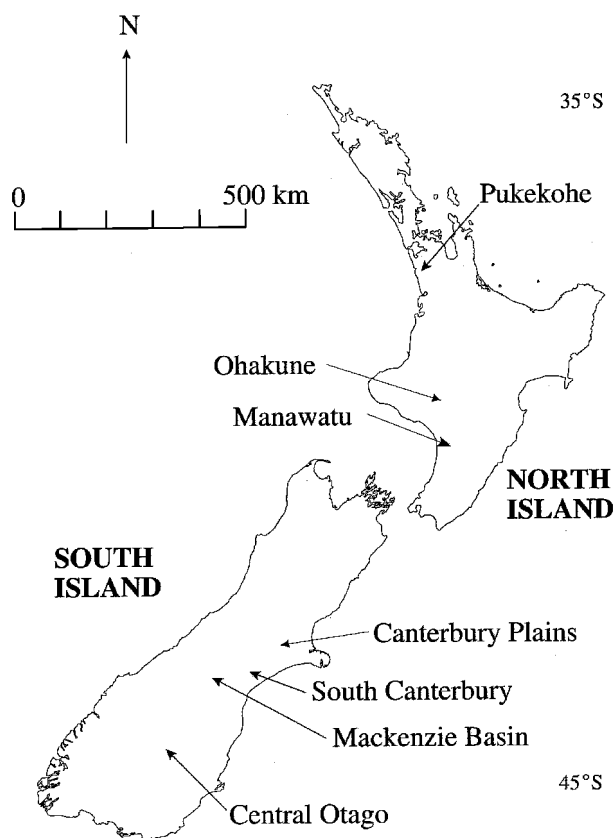 N
35°S
0
500 km
Pukekohe
Ohakune
Manawatu
NORTH
ISLAND
SOUTH
ISLAND
Canterbury Plains
South Canterbury
Mackenzie Basin
45°S
Central Otago